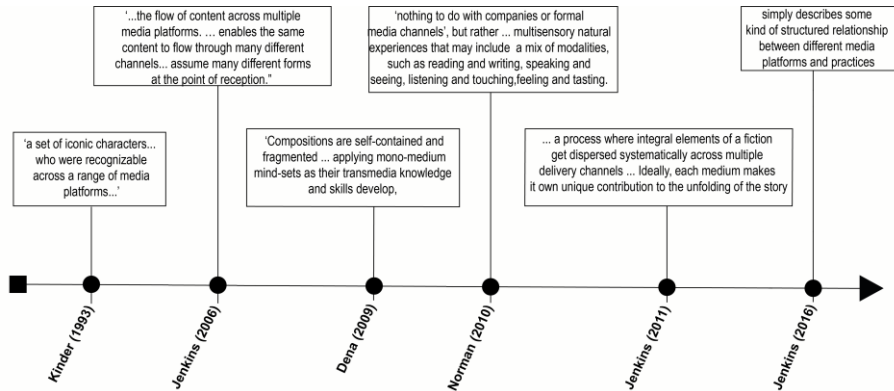 '...the flow of content across multiple
media platforms. ... enables the same
content to flow through many different
channels... assume many different forms
at the point of reception."
'nothing to do with companies or formal
media channels', but rather ... multisensory natural
experiences that may include a mix of modalities,
such as reading and writing, speaking and
seeing, listening and touching,feeling and tasting.
simply describes some
kind of structured relationship
between different media
platforms and practices
'a set of iconic characters...
who were recognizable
across a range of media
platforms...'
'Compositions are self-contained and
fragmented ... applying mono-medium
mind-sets as their transmedia knowledge
and skills develop,
... a process where integral elements of a fiction
get dispersed systematically across multiple
delivery channels ... Ideally, each medium makes
it own unique contribution to the unfolding of the story
Kinder (1993)
Jenkins (2006)
Dena (2009)
Norman (2010)
Jenkins (2011)
Jenkins (2016)